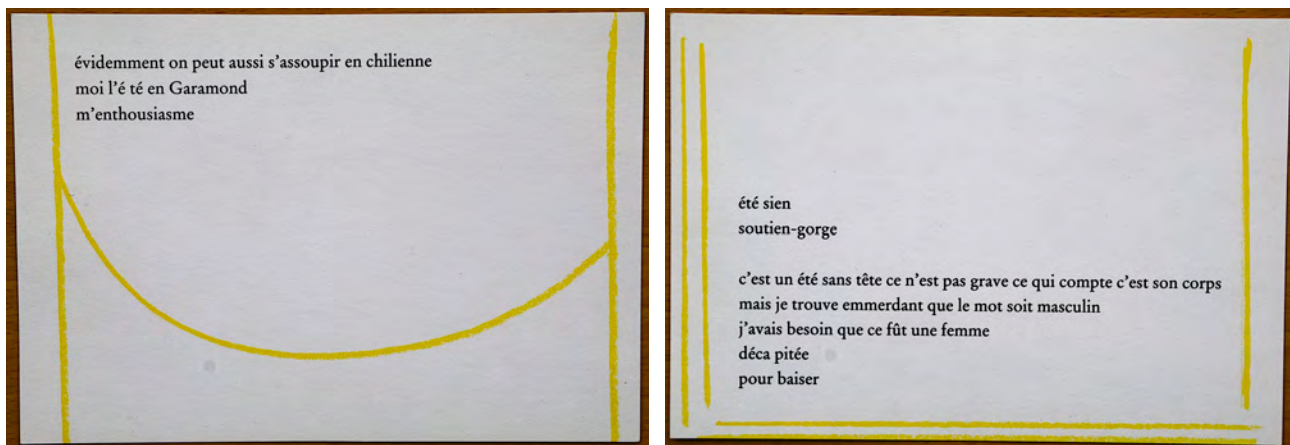 évidemment on peut aussi s'assoupir en chilienne
moi l'é té en Garamond
m'enthousiasme
été sien
soutien-gorge
c'est un été sans tête ce n'est pas grave ce qui compte c'est son corps
mais je trouve emmerdant que le mot soit masculin
j'avais besoin que ce fût une femme
déca pitée
pour baiser